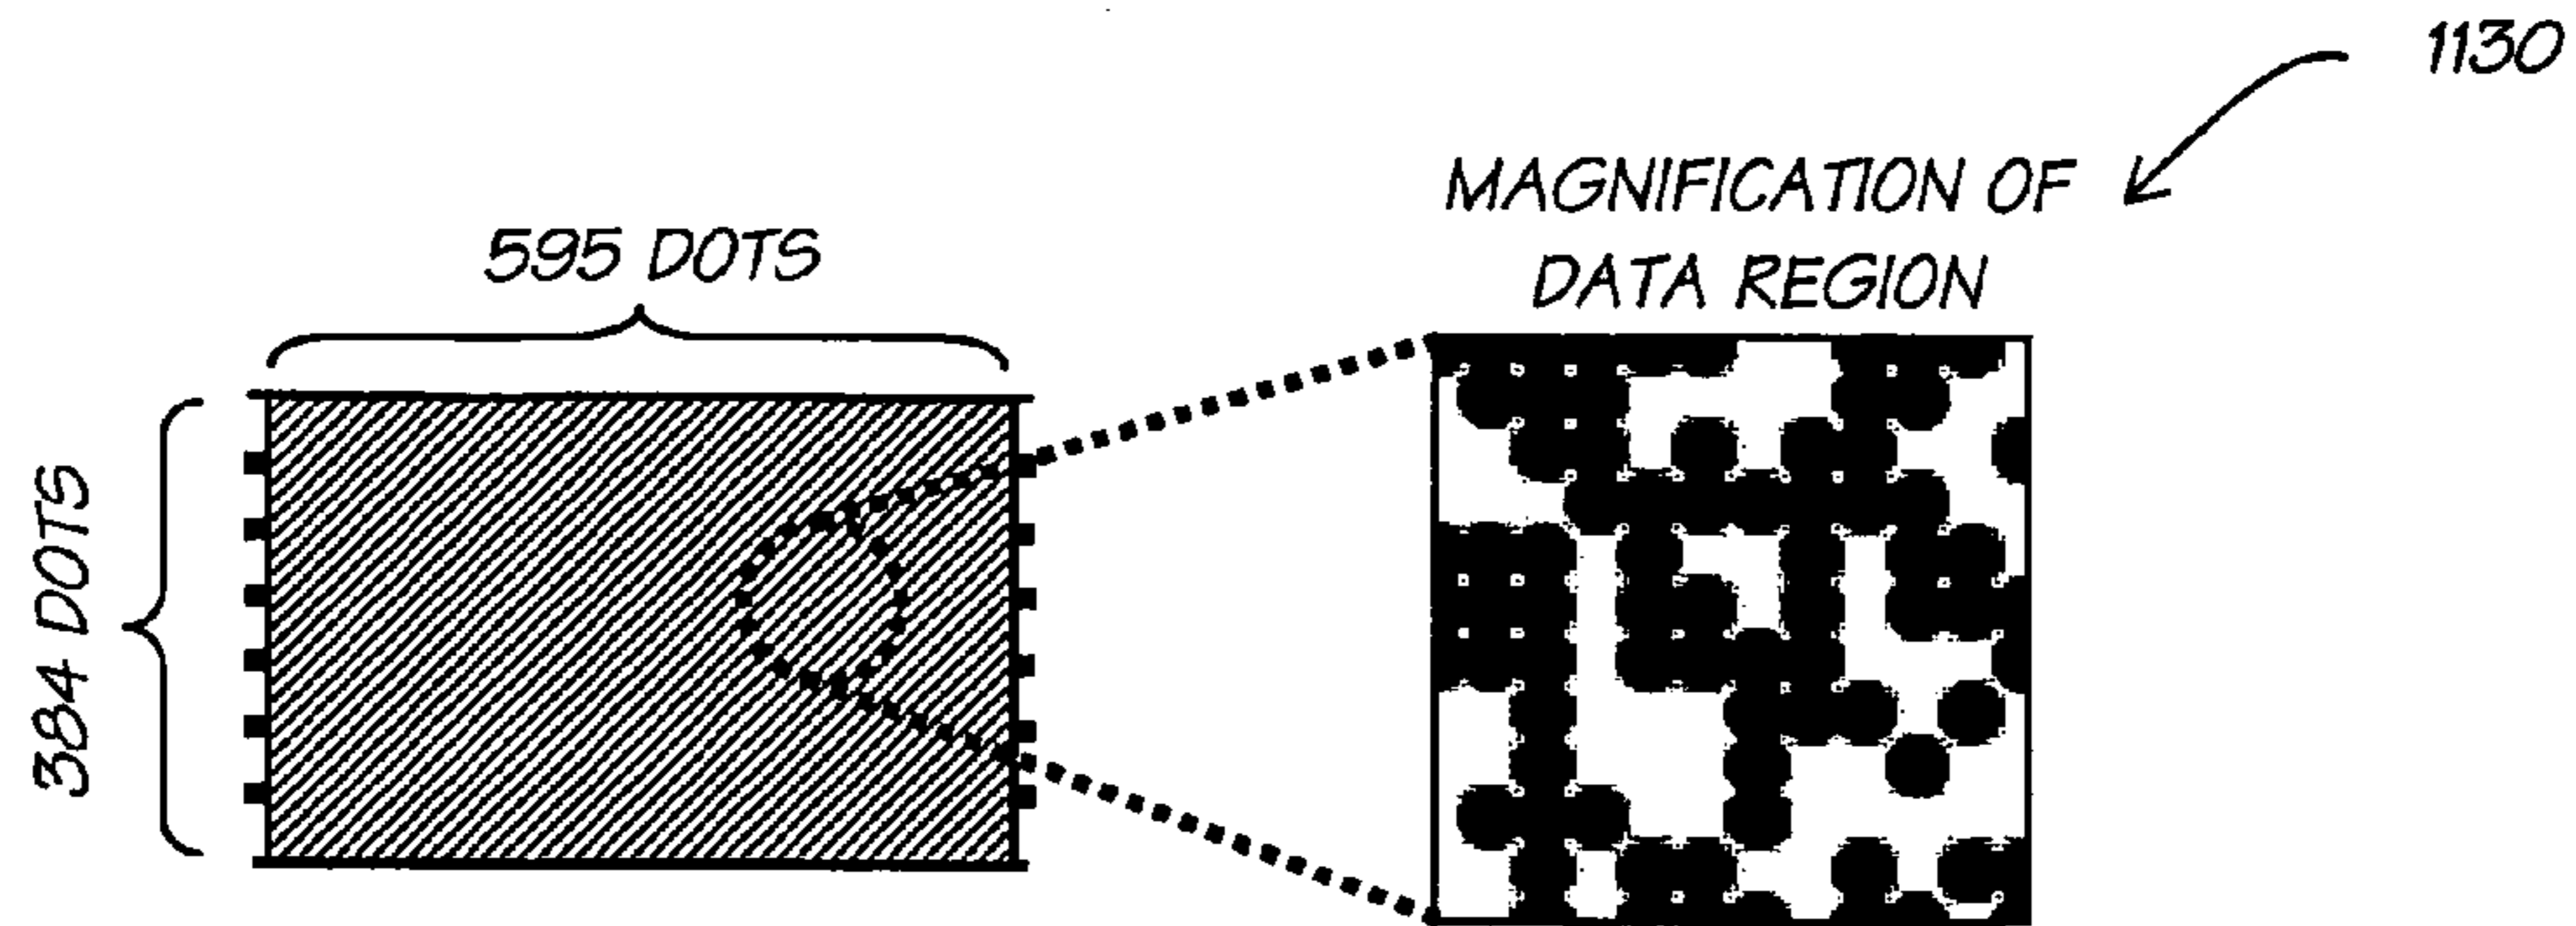 1130
MAGNIFICATION OF
DATA REGION
595 DOTS
384 DOTS